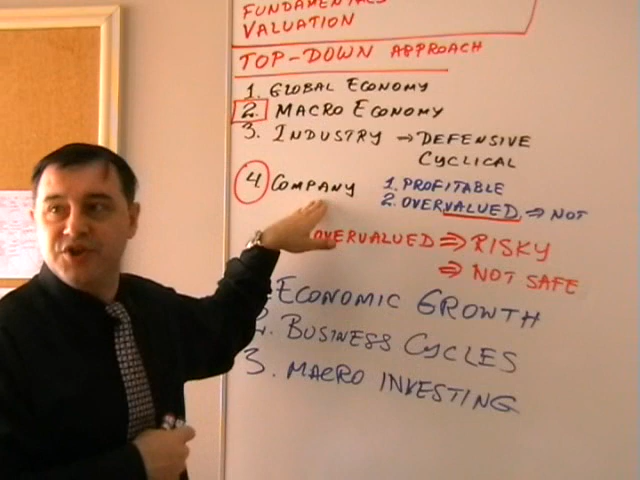 FUNDAMENTALS
VALUATION
TOP-DOWN APPROACH
1. GLOBAL ECONOMY
2. MACRO ECONOMY
3. INDUSTRY → DEFENSIVE
CYCLICAL
4 COMPANY 1. PROFITABLE
2. OVERVALUED ⇒ NOT
OVERVALUED ⇒ RISKY
⇒ NOT SAFE
ECONOMIC GROWTH
2. BUSINESS CYCLES
3. MACRO INVESTING